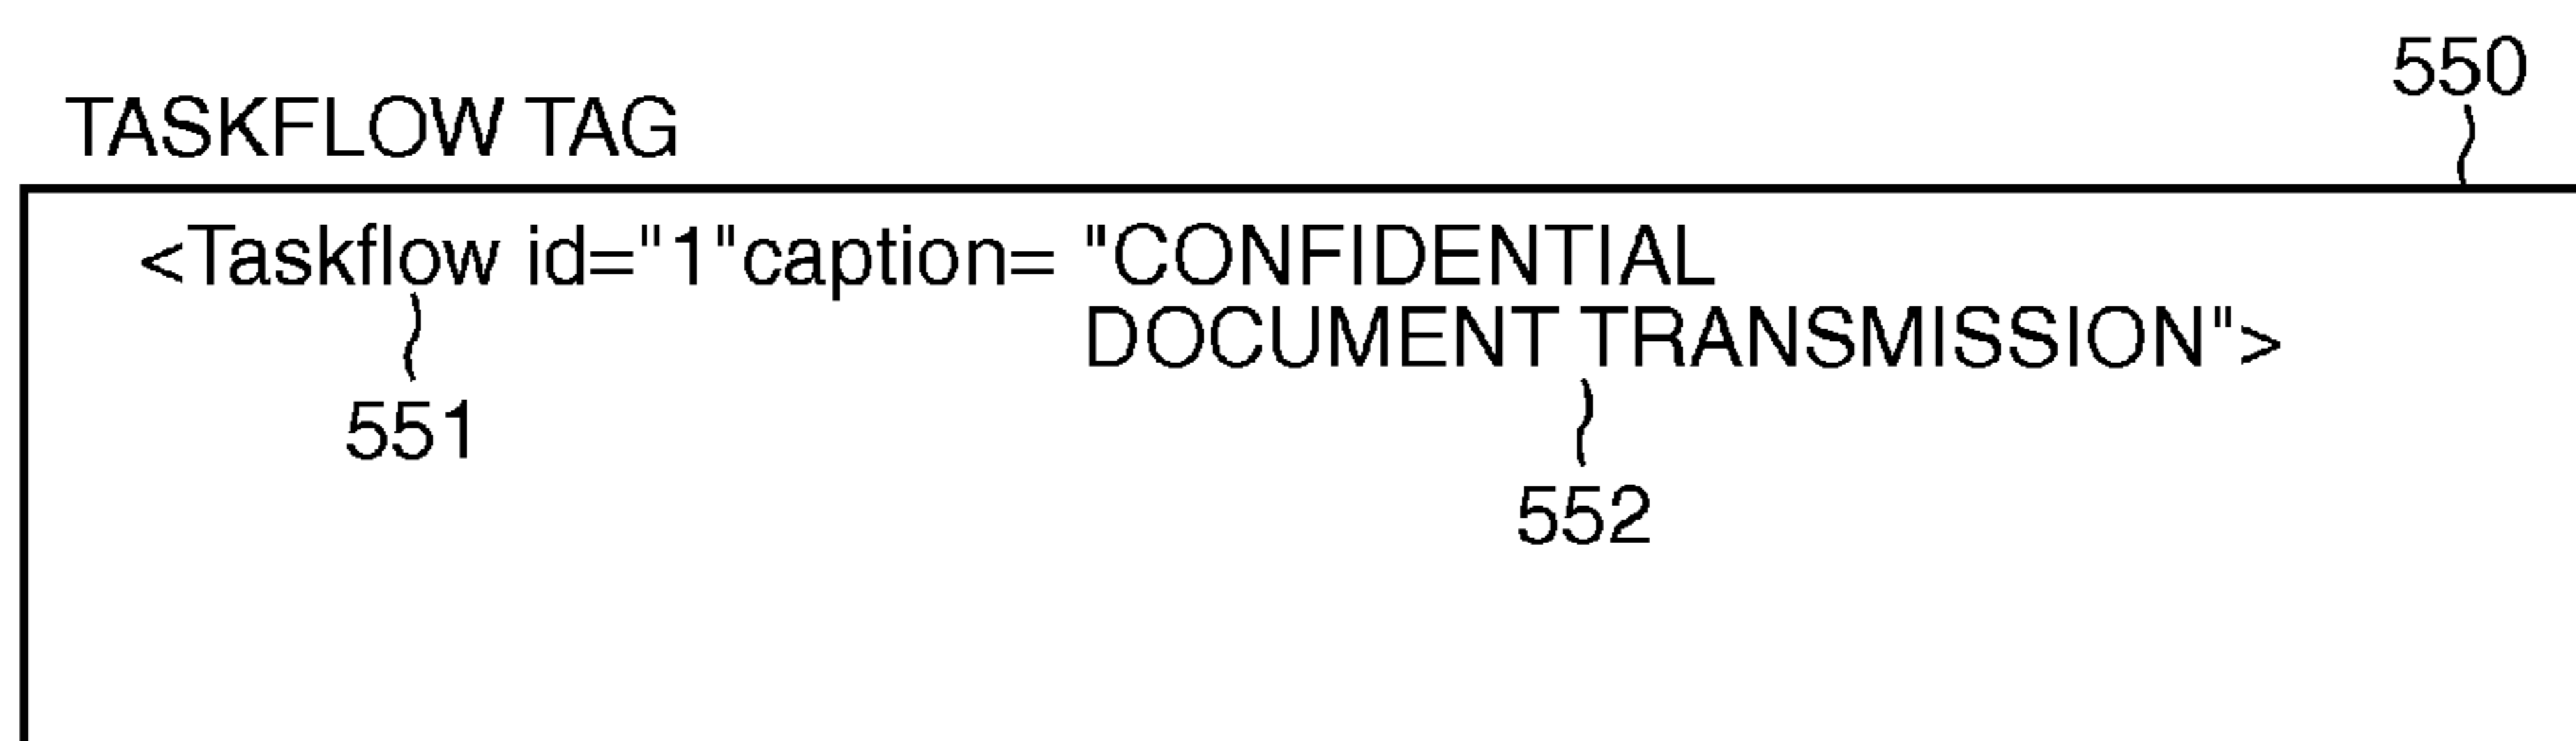 550
TASKFLOW TAG
<Taskflow id="1"caption= "CONFIDENTIAL
DOCUMENT TRANSMISSION">
551
552